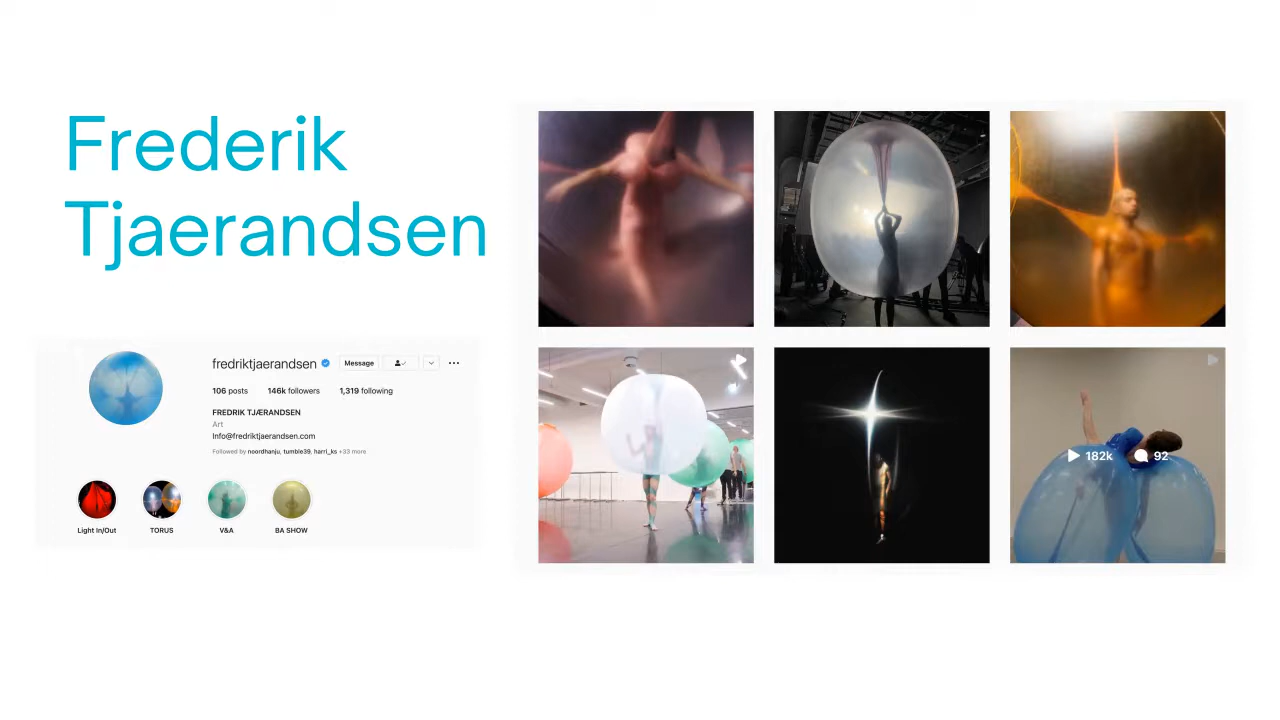 Frederik
Tjaerandsen
fredriktjaerandsen
Message
106 posts 146k followers 1,319 following
FREDRIK TJÆRANDSEN
Art
Info@fredriktjaerandsen.com
Followed by noordhanju, tumble39, harri_ks +33 more
Light In/Out TORUS V&A BA SHOW
182k 92